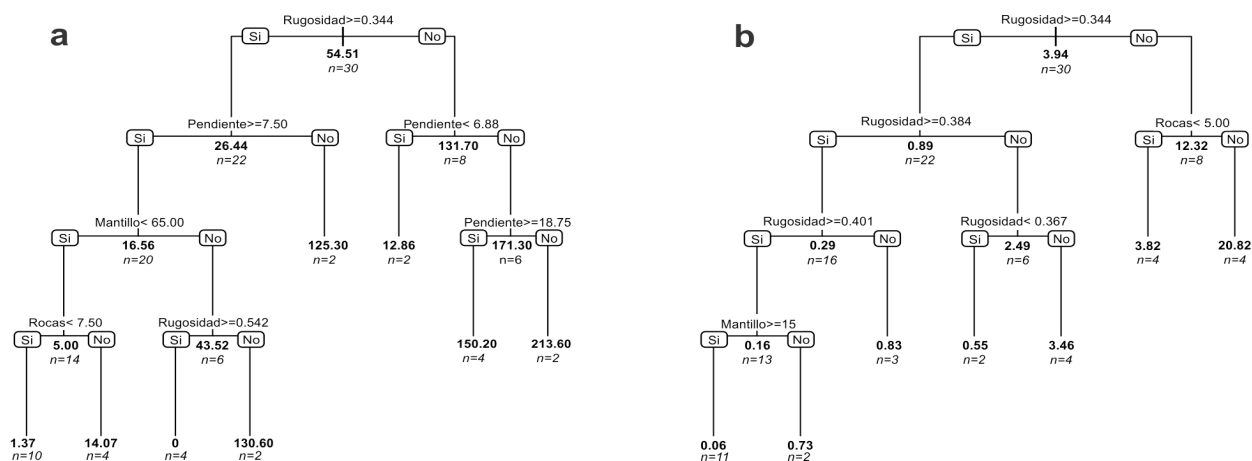 a
Rugosidad>=0.344
Si
No
54.51
n=30
Pendiente>=7.50
Si
No
26.44
n=22
Pendiente< 6.88
Si
No
131.70
n=8
Mantillo< 65.00
Si
No
16.56
n=20
125.30
n=2
12.86
n=2
Pendiente>=18.75
Si
No
171.30
n=6
Rocas< 7.50
Si
No
5.00
n=14
Rugosidad>=0.542
Si
No
43.52
n=6
150.20
n=4
213.60
n=2
1.37
n=10
14.07
n=4
0
n=4
130.60
n=2
b
Rugosidad>=0.344
Si
No
3.94
n=30
Rugosidad>=0.384
Si
No
0.89
n=22
Rocas< 5.00
Si
No
12.32
n=8
Rugosidad>=0.401
Si
No
0.29
n=16
Rugosidad< 0.367
Si
No
2.49
n=6
3.82
n=4
20.82
n=4
Mantillo>=15
Si
No
0.16
n=13
0.83
n=3
0.55
n=2
3.46
n=4
0.06
n=11
0.73
n=2